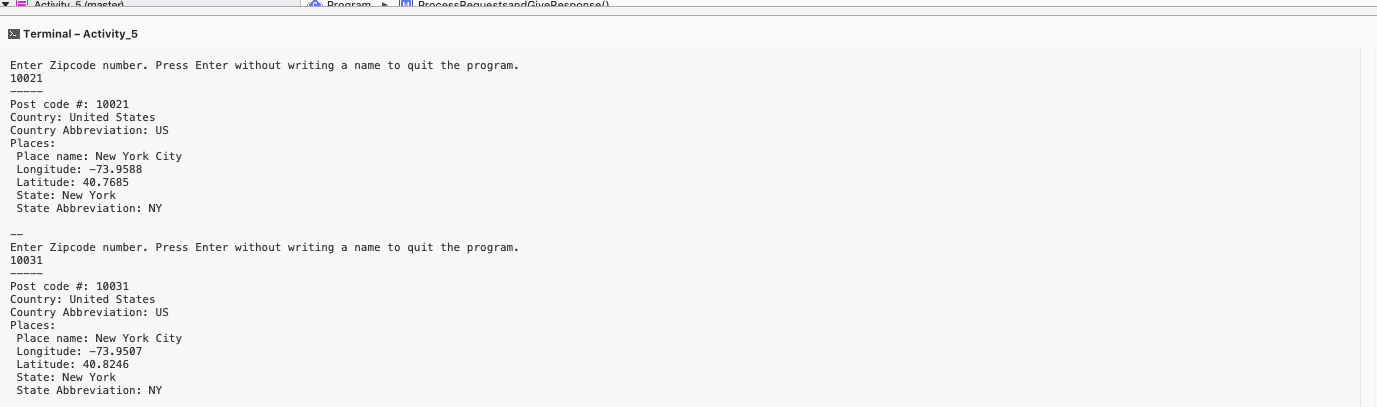 Activity_5 (master)
Program ProcessRequestsandGiveResponse()
Terminal – Activity_5
Enter Zipcode number. Press Enter without writing a name to quit the program.
10021
-----
Post code #: 10021
Country: United States
Country Abbreviation: US
Places:
Place name: New York City
Longitude: -73.9588
Latitude: 40.7685
State: New York
State Abbreviation: NY
--
Enter Zipcode number. Press Enter without writing a name to quit the program.
10031
-----
Post code #: 10031
Country: United States
Country Abbreviation: US
Places:
Place name: New York City
Longitude: -73.9507
Latitude: 40.8246
State: New York
State Abbreviation: NY